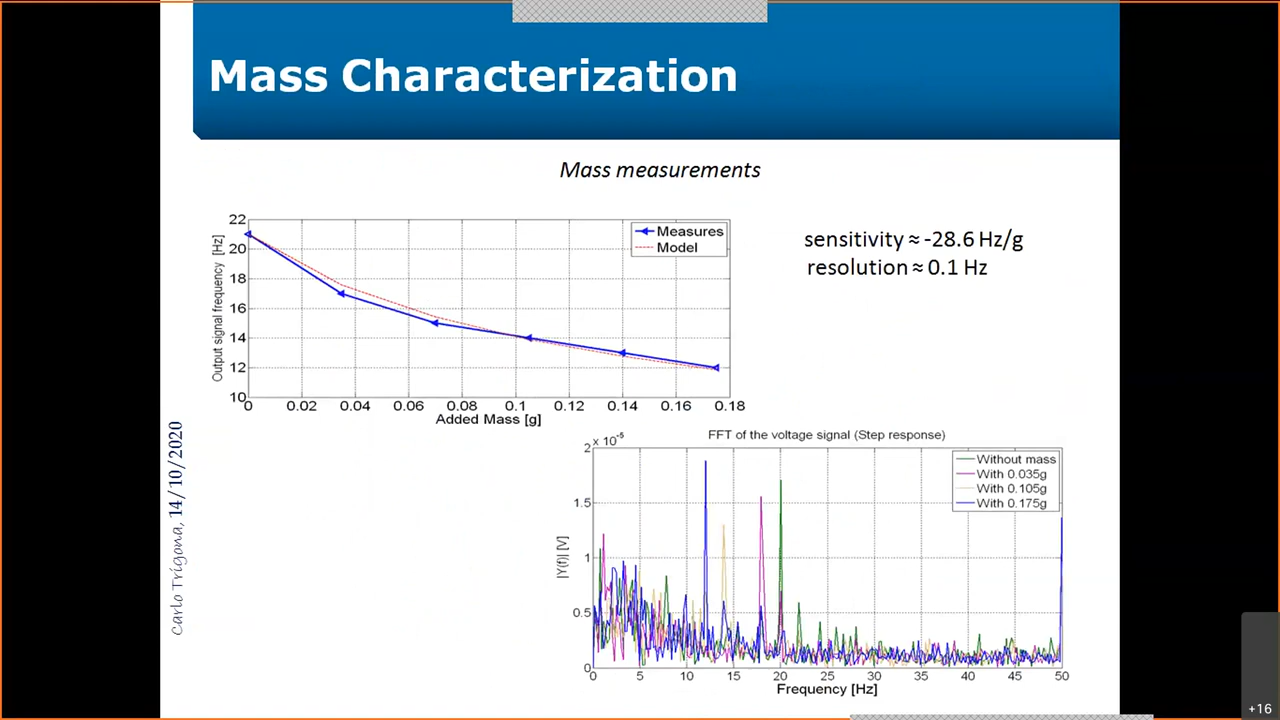 Mass Characterization
Mass measurements
22
20
18
16
14
12
10
Output signal frequency [Hz]
Measures
Model
0 0.02 0.04 0.06 0.08 0.1 0.12 0.14 0.16 0.18
Added Mass [g]
sensitivity ≈ -28.6 Hz/g
resolution ≈ 0.1 Hz
Carlo Trigona, 14/10/2020
FFT of the voltage signal (Step response)
x 10⁻⁵
2
1.5
1
0.5
0
|Y(f)| [V]
Without mass
With 0.035g
With 0.105g
With 0.175g
0 5 10 15 20 25 30 35 40 45 50
Frequency [Hz]
+16